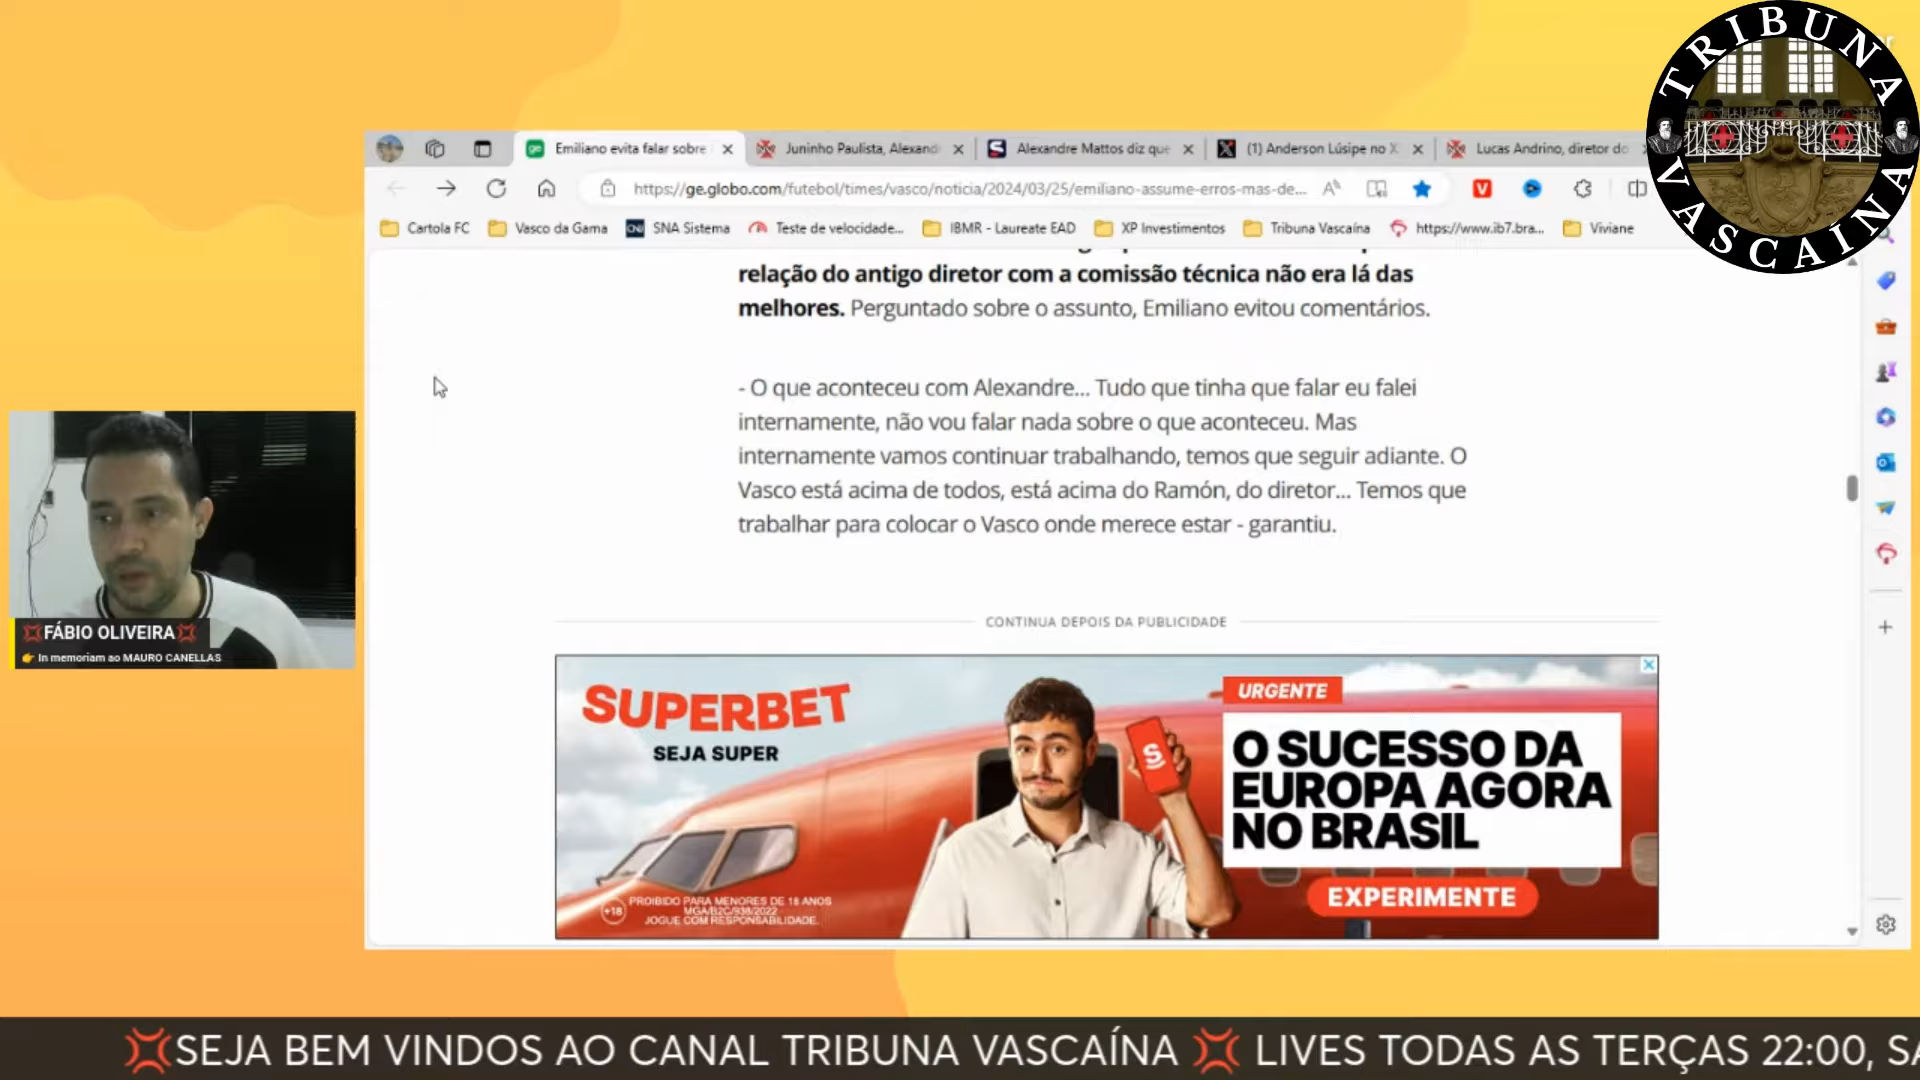 TRIBUNA VASCAINA
Emiliano evita falar sobre
Juninho Paulista, Alexand
Alexandre Mattos diz que
(1) Anderson Lúsipe no X
Lucas Andrino, diretor do
https://ge.globo.com/futebol/times/vasco/noticia/2024/03/25/emiliano-assume-erros-mas-de...
Cartola FC
Vasco da Gama
SNA Sistema
Teste de velocidade...
IBMR - Laureate EAD
XP Investimentos
Tribuna Vascaína
https://www.ib7.bra...
Viviane
relação do antigo diretor com a comissão técnica não era lá das
melhores. Perguntado sobre o assunto, Emiliano evitou comentários.
- O que aconteceu com Alexandre... Tudo que tinha que falar eu falei
internamente, não vou falar nada sobre o que aconteceu. Mas
internamente vamos continuar trabalhando, temos que seguir adiante. O
Vasco está acima de todos, está acima do Ramón, do diretor... Temos que
trabalhar para colocar o Vasco onde merece estar - garantiu.
FÁBIO OLIVEIRA
In memoriam ao MAURO CANELLAS
CONTINUA DEPOIS DA PUBLICIDADE
SUPERBET
SEJA SUPER
URGENTE
O SUCESSO DA
EUROPA AGORA
NO BRASIL
EXPERIMENTE
+18
PROIBIDO PARA MENORES DE 18 ANOS
MGA/B2C/938/2022
JOGUE COM RESPONSABILIDADE.
SEJA BEM VINDOS AO CANAL TRIBUNA VASCAÍNA LIVES TODAS AS TERÇAS 22:00, SA